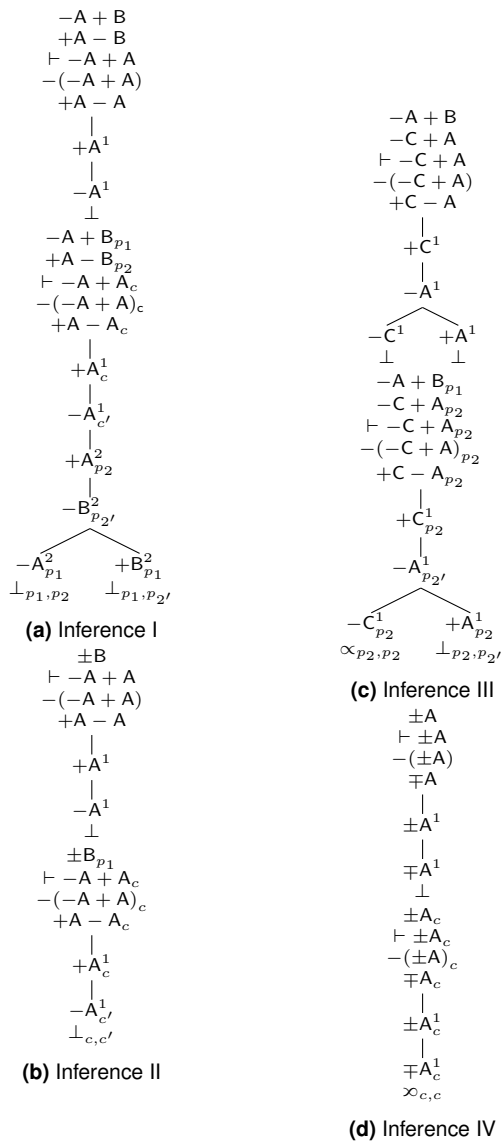 −A + B
+A − B
⊢ −A + A
−(−A + A)
+A − A
+A¹
−A¹
⊥
−A + B_{p₁}
+A − B_{p₂}
⊢ −A + A_c
−(−A + A)_c
+A − A_c
+A¹_c
−A¹_{c′}
+A²_{p₂}
−B²_{p₂′}
−A²_{p₁} +B²_{p₁}
⊥_{p₁,p₂} ⊥_{p₁,p₂′}
(a) Inference I
±B
⊢ −A + A
−(−A + A)
+A − A
+A¹
−A¹
⊥
±B_{p₁}
⊢ −A + A_c
−(−A + A)_c
+A − A_c
+A¹_c
−A¹_{c′}
⊥_{c,c′}
(b) Inference II
−A + B
−C + A
⊢ −C + A
−(−C + A)
+C − A
+C¹
−A¹
−C¹ +A¹
⊥ ⊥
−A + B_{p₁}
−C + A_{p₂}
⊢ −C + A_{p₂}
−(−C + A)_{p₂}
+C − A_{p₂}
+C¹_{p₂}
−A¹_{p₂′}
−C¹_{p₂} +A¹_{p₂}
∝_{p₂,p₂} ⊥_{p₂,p₂′}
(c) Inference III
±A
⊢ ±A
−(±A)
∓A
±A¹
∓A¹
⊥
±A_c
⊢ ±A_c
−(±A)_c
∓A_c
±A¹_c
∓A¹_c
∞_{c,c}
(d) Inference IV